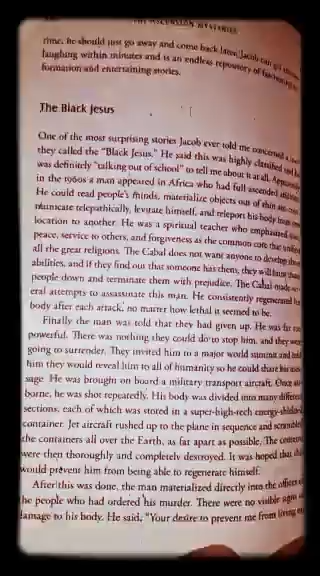 THE ASCENSION MYSTERIES
time, he should just go away and come back later. Jacob can
laughing within minutes and is an endless repository of
formation and entertaining stories.
The Black Jesus
One of the most surprising stories Jacob ever told me concerned a
they called the "Black Jesus." He said this was highly classified and
was definitely "talking out of school" to tell me about it at all.
in the 1960s a man appeared in Africa who had full ascended
He could read people's minds, materialize objects out of thin
municate telepathically, levitate himself, and teleport his body from
location to another. He was a spiritual teacher who emphasized
peace, service to others, and forgiveness as the common core that
all the great religions. The Cabal does not want anyone to develop these
abilities, and if they find out that someone has them, they will hunt those
people down and terminate them with prejudice. The Cabal made sev-
eral attempts to assassinate this man. He consistently regenerated his
body after each attack, no matter how lethal it seemed to be.
Finally the man was told that they had given up. He was far too
powerful. There was nothing they could do to stop him, and they were
going to surrender. They invited him to a major world summit and told
him they would reveal him to all of humanity so he could share his mes-
sage. He was brought on board a military transport aircraft. Once air-
borne, he was shot repeatedly. His body was divided into many different
sections, each of which was stored in a super-high-tech energy-shielded
container. Jet aircraft rushed up to the plane in sequence and scrambled
the containers all over the Earth, as far apart as possible. The contents
were then thoroughly and completely destroyed. It was hoped that this
would prevent him from being able to regenerate himself.
After this was done, the man materialized directly into the offices of
the people who had ordered his murder. There were no visible signs of
damage to his body. He said, "Your desire to prevent me from living